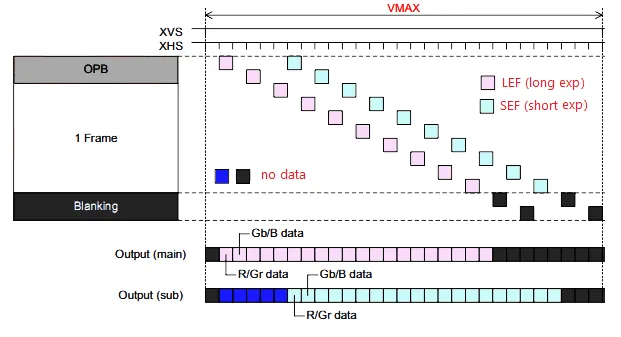 VMAX
XVS
XHS
OPB
LEF (long exp)
SEF (short exp)
1 Frame
no data
Blanking
Gb/B data
Output (main)
R/Gr data
Gb/B data
Output (sub)
R/Gr data